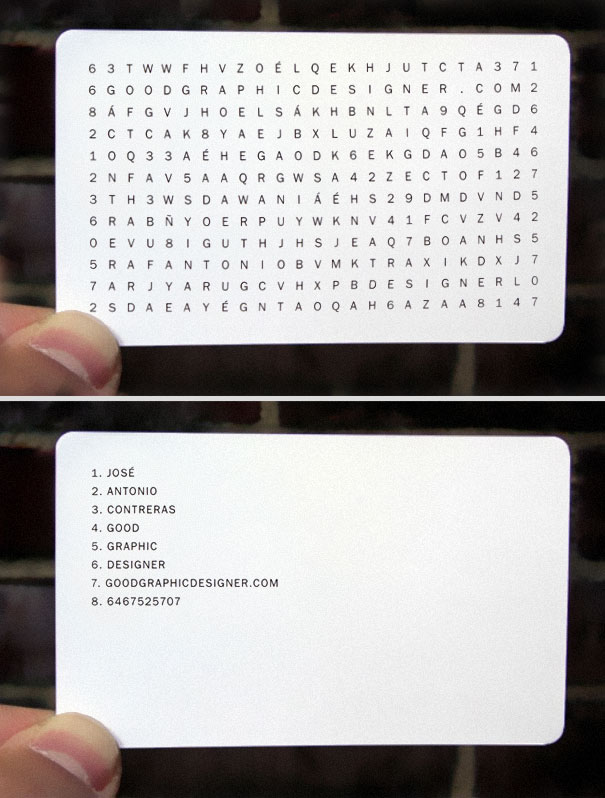 6 3 T W W F H V Z O É L Q E K H J U T C T A 3 7 1
6 G O O D G R A P H I C D E S I G N E R . C O M 2
8 Á F G V J H O E L S Á K H B N L T A 9 Q É G D 6
2 C T C A K 8 Y A E J B X L U Z A I Q F G 1 H F 4
1 O Q 3 3 A É H E G A O D K 6 E K G D A O 5 B 4 6
2 N F A V 5 A A Q R G W S A 4 2 Z E C T O F 1 2 7
3 T H 3 W S D A W A N I Á É H S 2 9 D M D V N D 5
6 R A B Ñ Y O E R P U Y W K N V 4 1 F C V Z V 4 2
0 E V U 8 I G U T H J H S J E A Q 7 B O A N H S 5
5 R A F A N T O N I O B V M K T R A X I K D X J 7
7 A R J Y A R U G C V H X P B D E S I G N E R L 0
2 S D A E A Y É G N T A O Q A H 6 A Z A A 8 1 4 7
1. JOSÉ
2. ANTONIO
3. CONTRERAS
4. GOOD
5. GRAPHIC
6. DESIGNER
7. GOODGRAPHICDESIGNER.COM
8. 6467525707